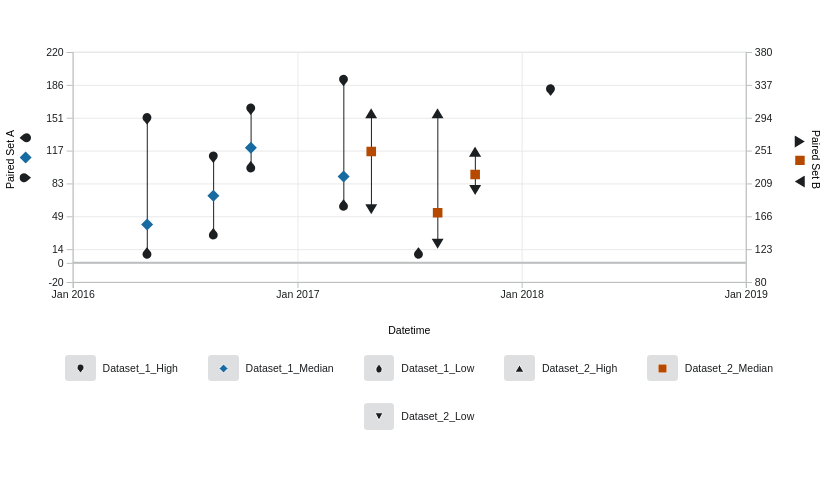 220
186
151
117
83
49
14
0
-20
380
337
294
251
209
166
123
80
Paired Set A
Paired Set B
Jan 2016 Jan 2017 Jan 2018 Jan 2019
Datetime
Dataset_1_High Dataset_1_Median Dataset_1_Low Dataset_2_High Dataset_2_Median
Dataset_2_Low